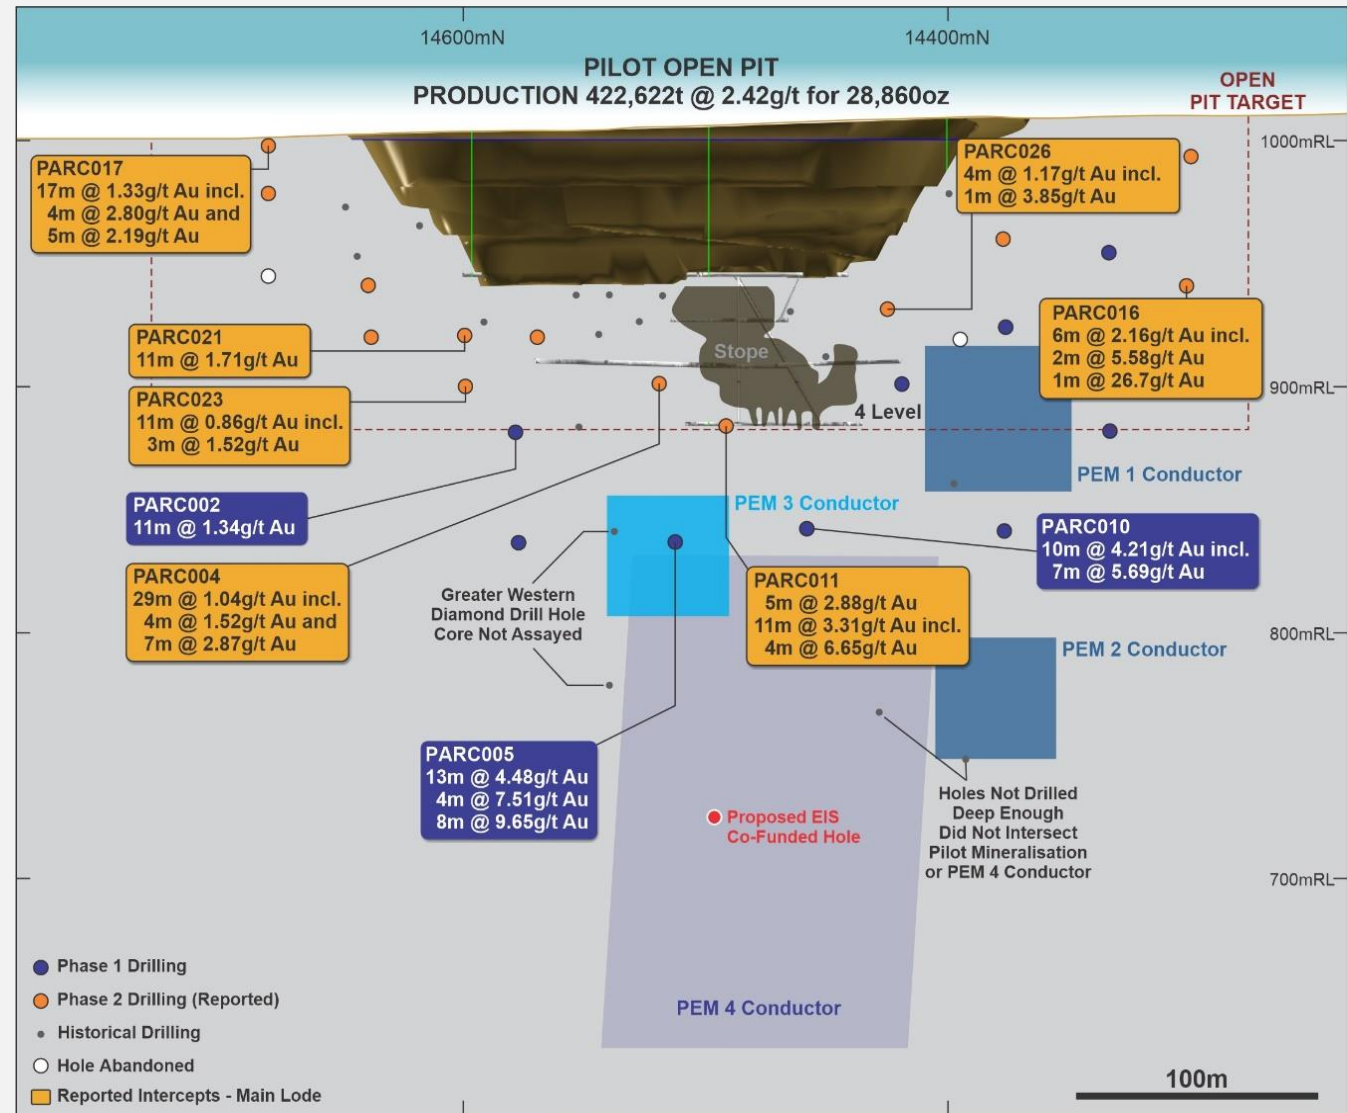 14600mN
14400mN
PILOT OPEN PIT
PRODUCTION 422,622t @ 2.42g/t for 28,860oz
OPEN
PIT TARGET
1000mRL
PARC017
17m @ 1.33g/t Au incl.
4m @ 2.80g/t Au and
5m @ 2.19g/t Au
PARC026
4m @ 1.17g/t Au incl.
1m @ 3.85g/t Au
PARC021
11m @ 1.71g/t Au
PARC016
6m @ 2.16g/t Au incl.
2m @ 5.58g/t Au
1m @ 26.7g/t Au
Stope
900mRL
PARC023
11m @ 0.86g/t Au incl.
3m @ 1.52g/t Au
4 Level
PEM 1 Conductor
PARC002
11m @ 1.34g/t Au
PEM 3 Conductor
PARC010
10m @ 4.21g/t Au incl.
7m @ 5.69g/t Au
PARC004
29m @ 1.04g/t Au incl.
4m @ 1.52g/t Au and
7m @ 2.87g/t Au
Greater Western
Diamond Drill Hole
Core Not Assayed
PARC011
5m @ 2.88g/t Au
11m @ 3.31g/t Au incl.
4m @ 6.65g/t Au
800mRL
PEM 2 Conductor
PARC005
13m @ 4.48g/t Au
4m @ 7.51g/t Au
8m @ 9.65g/t Au
Proposed EIS
Co-Funded Hole
Holes Not Drilled
Deep Enough
Did Not Intersect
Pilot Mineralisation
or PEM 4 Conductor
700mRL
PEM 4 Conductor
Phase 1 Drilling
Phase 2 Drilling (Reported)
Historical Drilling
Hole Abandoned
Reported Intercepts - Main Lode
100m